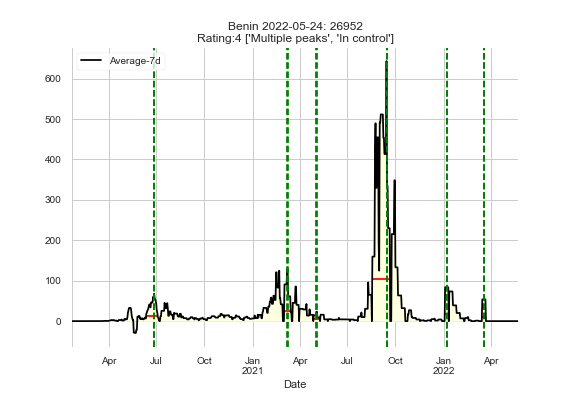 Benin 2022-05-24: 26952
Rating:4 ['Multiple peaks', 'In control']
Average-7d
600
500
400
300
200
100
0
Apr Jul Oct Jan Apr Jul Oct Jan Apr
2021 2022
Date